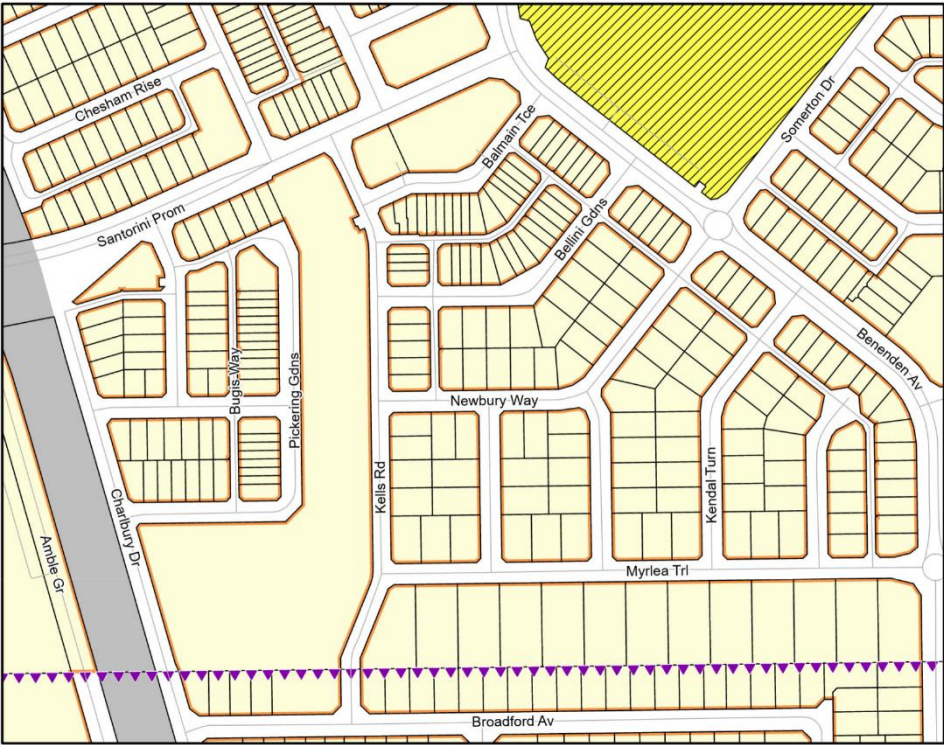 Chesham Rise
Somerton Dr
Balmain Tce
Santorini Prom
Bellini Gdns
Benenden Av
Bugis Way
Pickering Gdns
Newbury Way
Kells Rd
Kendal Turn
Charlbury Dr
Amble Gr
Myrlea Trl
Broadford Av